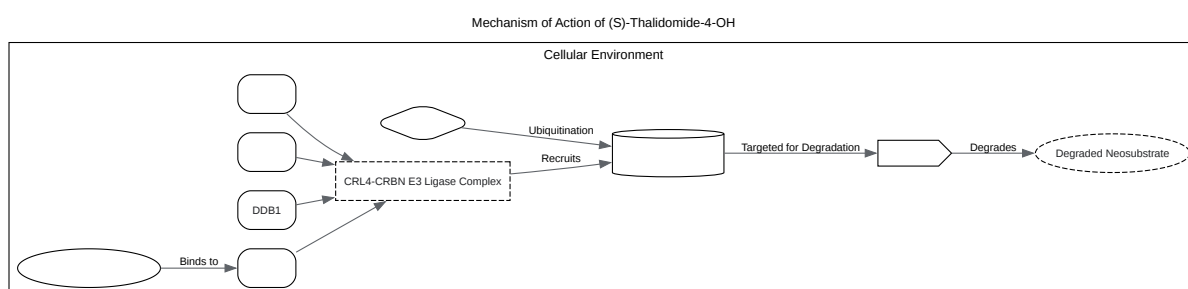 Mechanism of Action of (S)-Thalidomide-4-OH
Cellular Environment
Ubiquitination
Recruits
Targeted for Degradation
Degrades
Degraded Neosubstrate
CRL4-CRBN E3 Ligase Complex
DDB1
Binds to